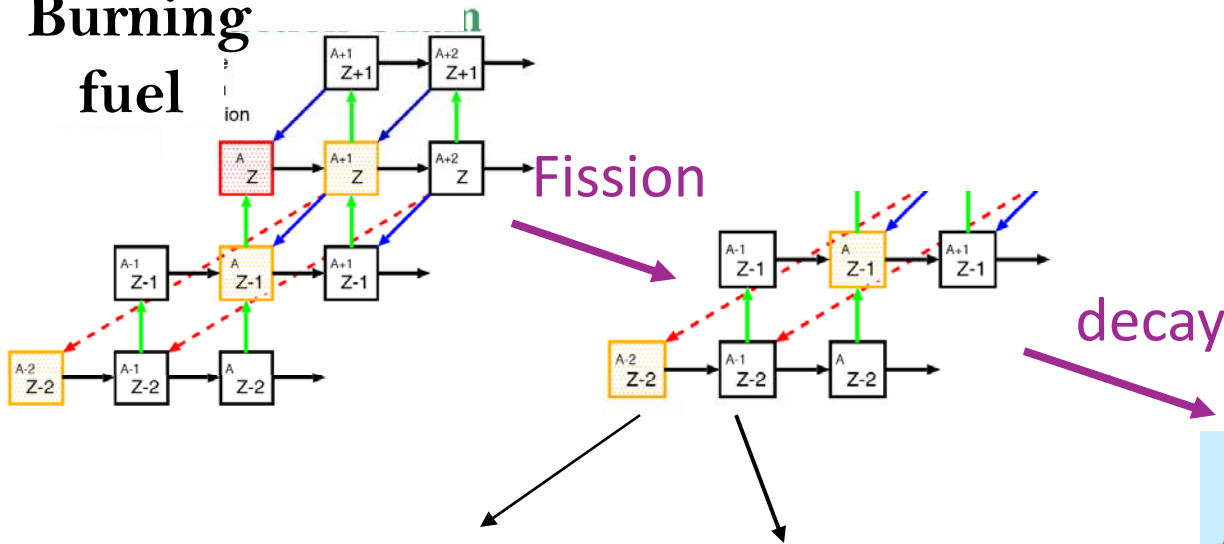 Burning
fuel
ion
A+1 Z+1
A+2 Z+1
A Z
A+1 Z
A+2 Z
Fission
A-1 Z-1
A Z-1
A+1 Z-1
A-1 Z-1
A Z-1
A+1 Z-1
decay
A-2 Z-2
A-1 Z-2
A Z-2
A-2 Z-2
A-1 Z-2
A Z-2